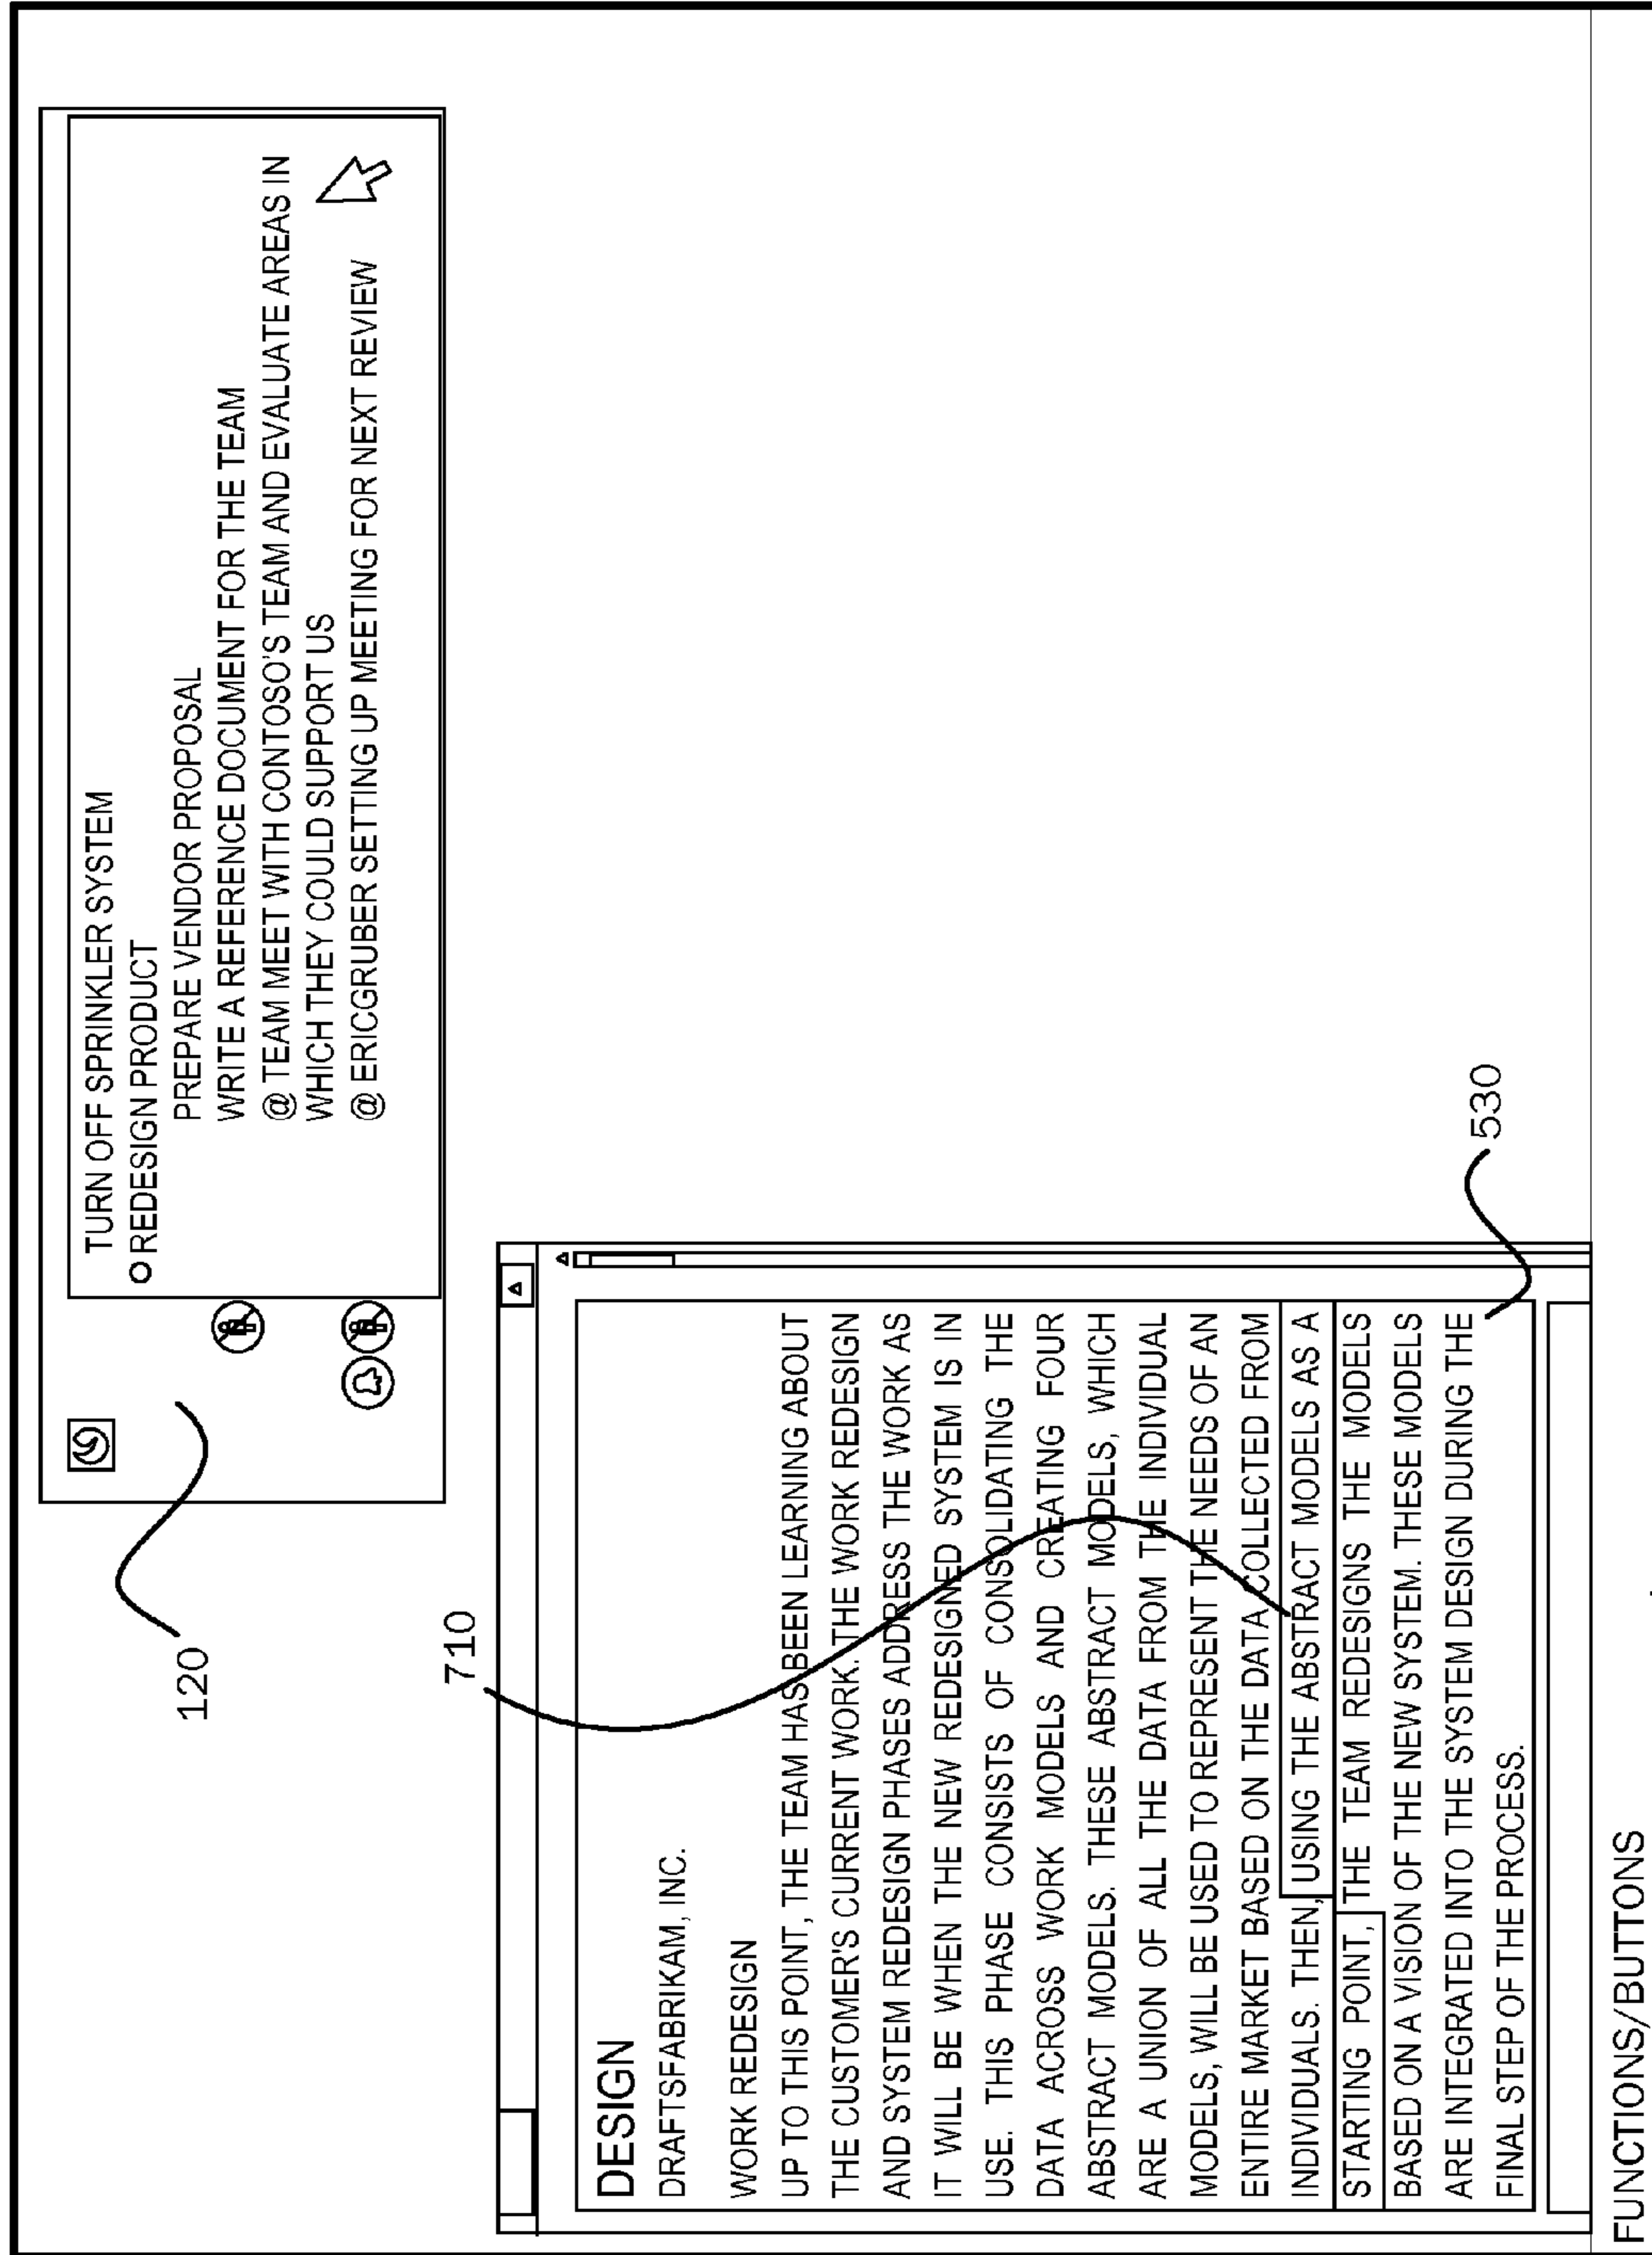 TURN OFF SPRINKLER SYSTEM
REDESIGN PRODUCT
PREPARE VENDOR PROPOSAL
WRITE A REFERENCE DOCUMENT FOR THE TEAM
@ TEAM MEET WITH CONTOSO'S TEAM AND EVALUATE AREAS IN
WHICH THEY COULD SUPPORT US
@ ERICGRUBER SETTING UP MEETING FOR NEXT REVIEW
120
710
DESIGN
DRAFTSFABRIKAM, INC.
WORK REDESIGN
UP TO THIS POINT, THE TEAM HAS BEEN LEARNING ABOUT
THE CUSTOMER'S CURRENT WORK. THE WORK REDESIGN
AND SYSTEM REDESIGN PHASES ADDRESS THE WORK AS
IT WILL BE WHEN THE NEW REDESIGNED SYSTEM IS IN
USE. THIS PHASE CONSISTS OF CONSOLIDATING THE
DATA ACROSS WORK MODELS AND CREATING FOUR
ABSTRACT MODELS. THESE ABSTRACT MODELS, WHICH
ARE A UNION OF ALL THE DATA FROM THE INDIVIDUAL
MODELS, WILL BE USED TO REPRESENT THE NEEDS OF AN
ENTIRE MARKET BASED ON THE DATA COLLECTED FROM
INDIVIDUALS. THEN, USING THE ABSTRACT MODELS AS A
STARTING POINT, THE TEAM REDESIGNS THE MODELS
BASED ON A VISION OF THE NEW SYSTEM. THESE MODELS
ARE INTEGRATED INTO THE SYSTEM DESIGN DURING THE
FINAL STEP OF THE PROCESS.
530
FUNCTIONS/BUTTONS